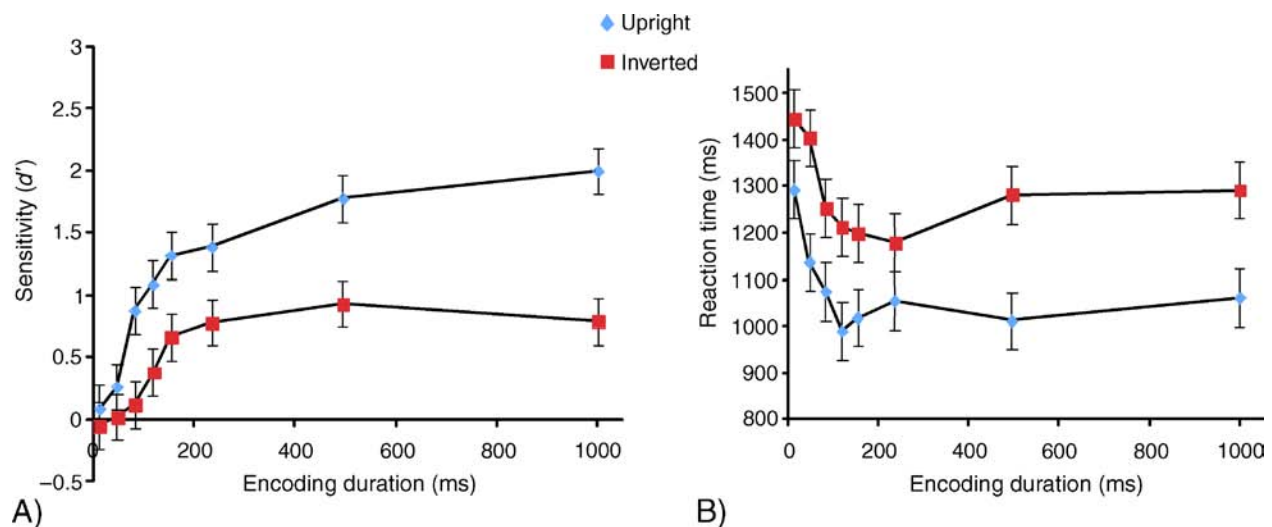 Upright
Inverted
3
2.5
2
1.5
1
0.5
0
−0.5
Sensitivity (d′)
0 200 400 600 800 1000
Encoding duration (ms)
A)
1500
1400
1300
1200
1100
1000
900
800
Reaction time (ms)
0 200 400 600 800 1000
Encoding duration (ms)
B)